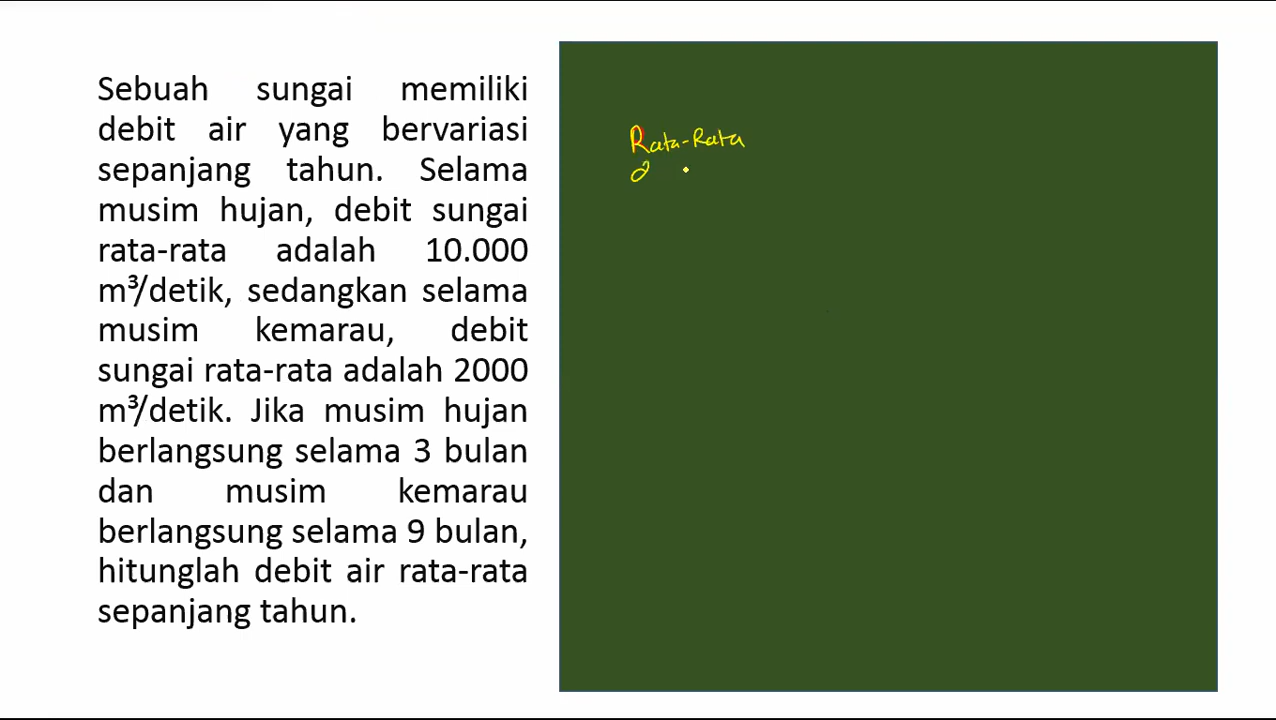 Sebuah sungai memiliki
debit air yang bervariasi
sepanjang tahun. Selama
musim hujan, debit sungai
rata-rata adalah 10.000
m³/detik, sedangkan selama
musim kemarau, debit
sungai rata-rata adalah 2000
m³/detik. Jika musim hujan
berlangsung selama 3 bulan
dan musim kemarau
berlangsung selama 9 bulan,
hitunglah debit air rata-rata
sepanjang tahun.
Rata-Rata